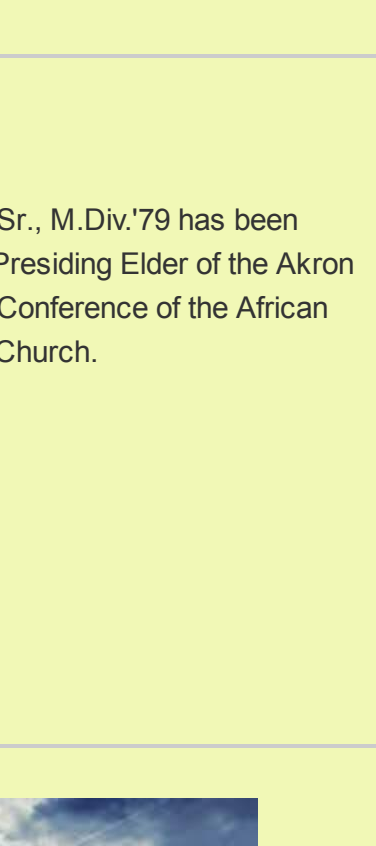 Sr., M.Div.'79 has been
Presiding Elder of the Akron
Conference of the African
Church.